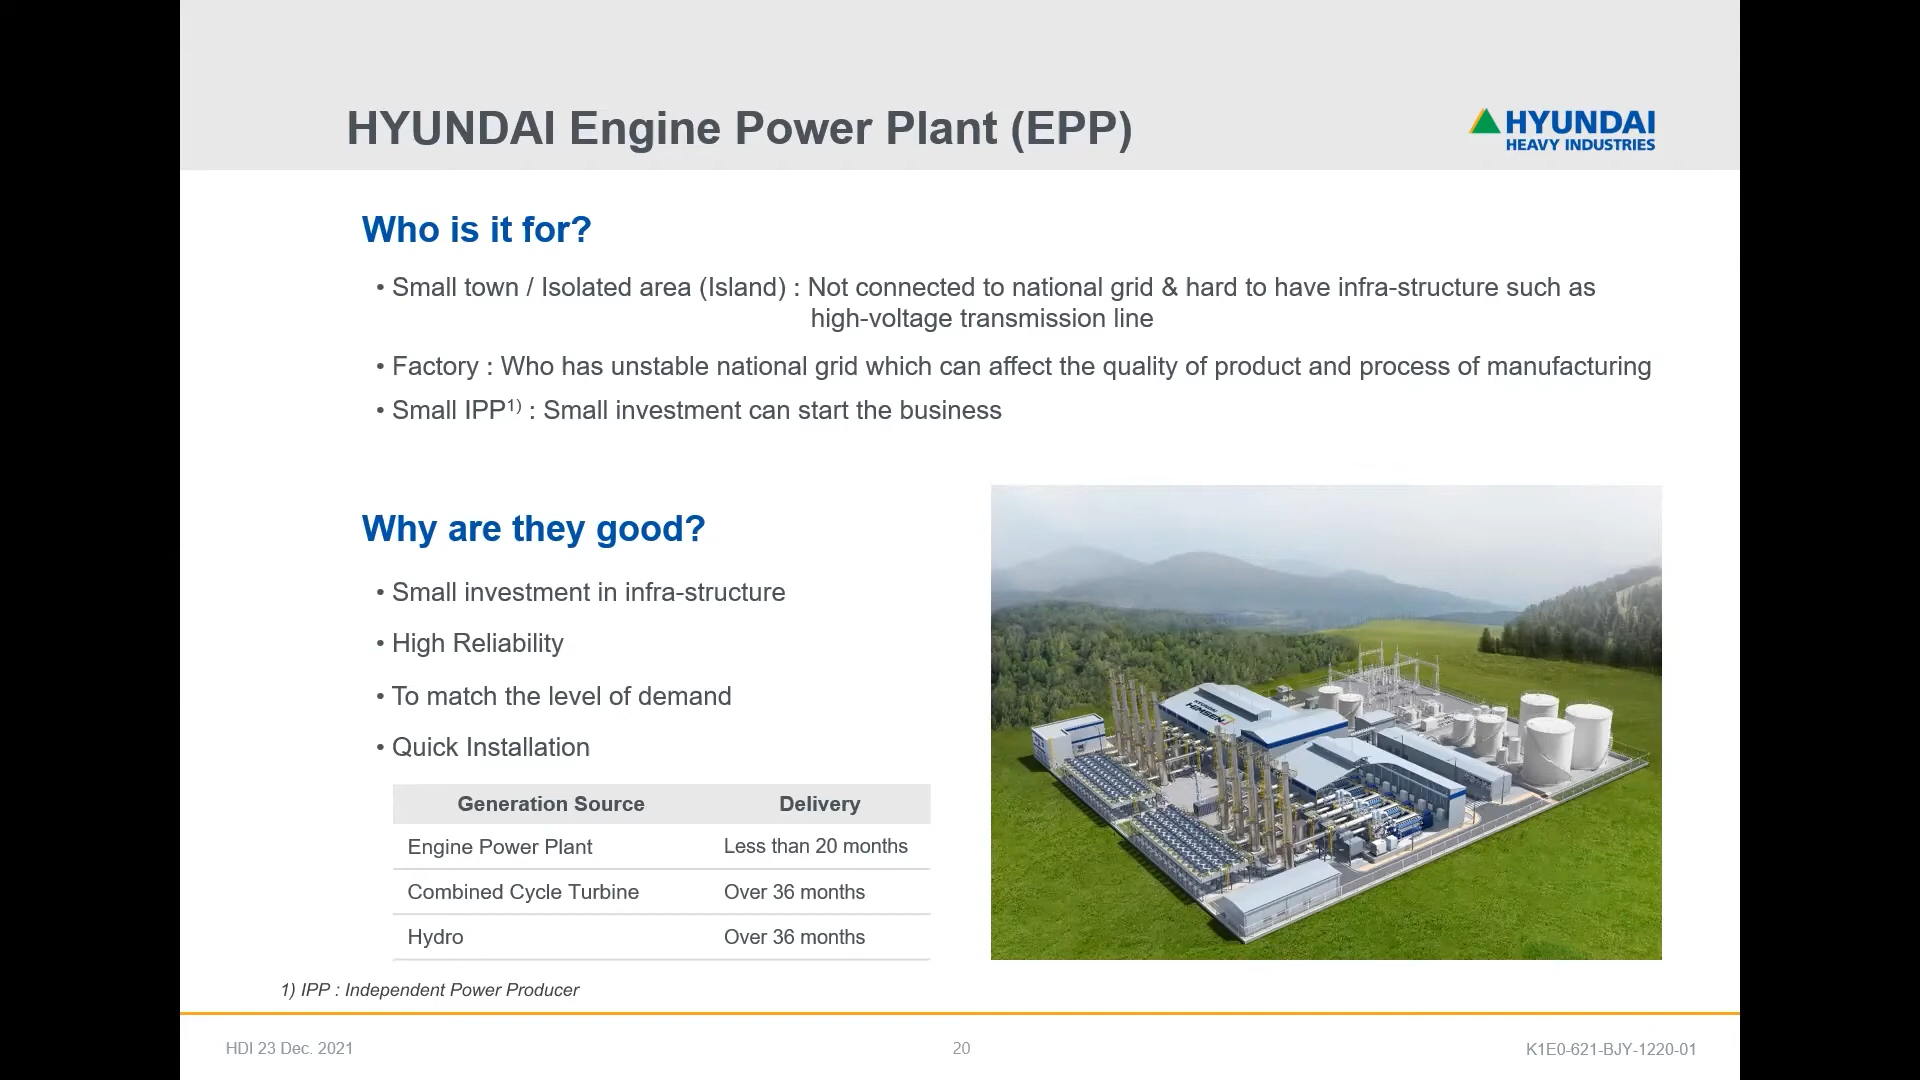 HYUNDAI Engine Power Plant (EPP)
HYUNDAI
HEAVY INDUSTRIES
Who is it for?
• Small town / Isolated area (Island) : Not connected to national grid & hard to have infra-structure such as
high-voltage transmission line
• Factory : Who has unstable national grid which can affect the quality of product and process of manufacturing
• Small IPP1) : Small investment can start the business
Why are they good?
• Small investment in infra-structure
• High Reliability
• To match the level of demand
• Quick Installation
Generation Source Delivery
Engine Power Plant Less than 20 months
Combined Cycle Turbine Over 36 months
Hydro Over 36 months
HYUNDAI
HiMSEN
1) IPP : Independent Power Producer
HDI 23 Dec. 2021 20 K1E0-621-BJY-1220-01